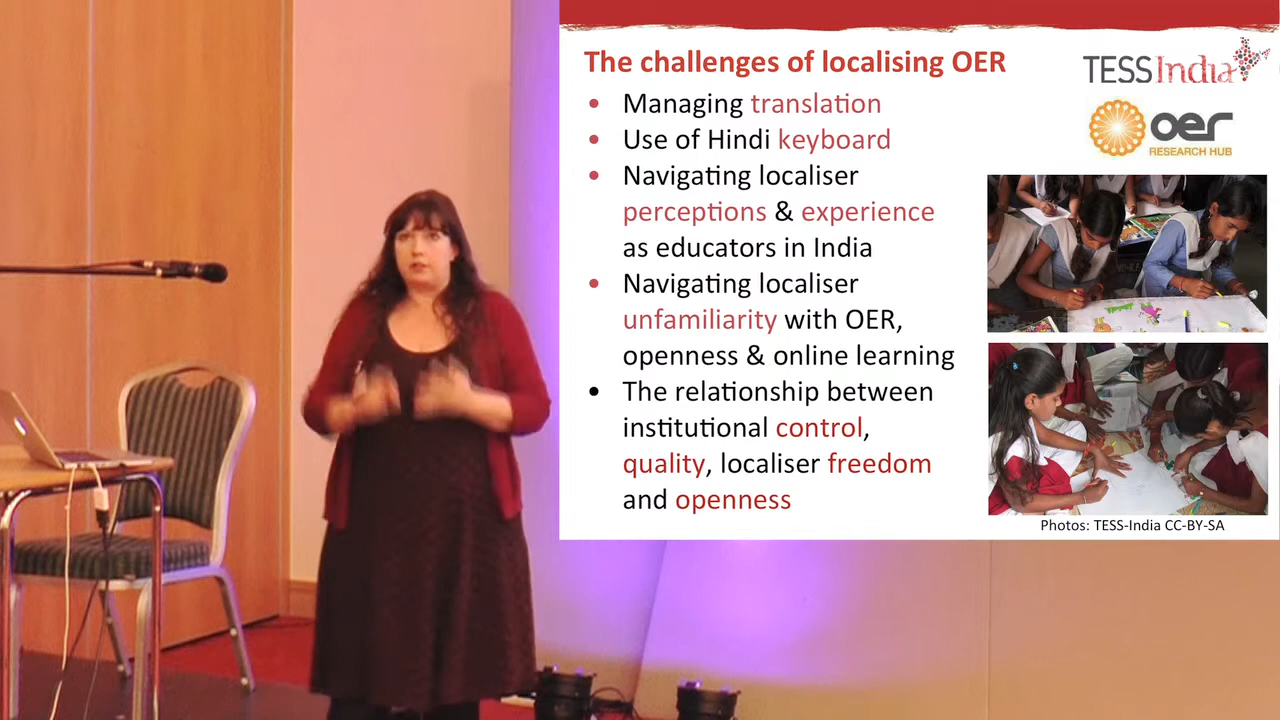 The challenges of localising OER
TESSIndia
oer
RESEARCH HUB
• Managing translation
• Use of Hindi keyboard
• Navigating localiser
perceptions & experience
as educators in India
• Navigating localiser
unfamiliarity with OER,
openness & online learning
• The relationship between
institutional control,
quality, localiser freedom
and openness
Photos: TESS-India CC-BY-SA